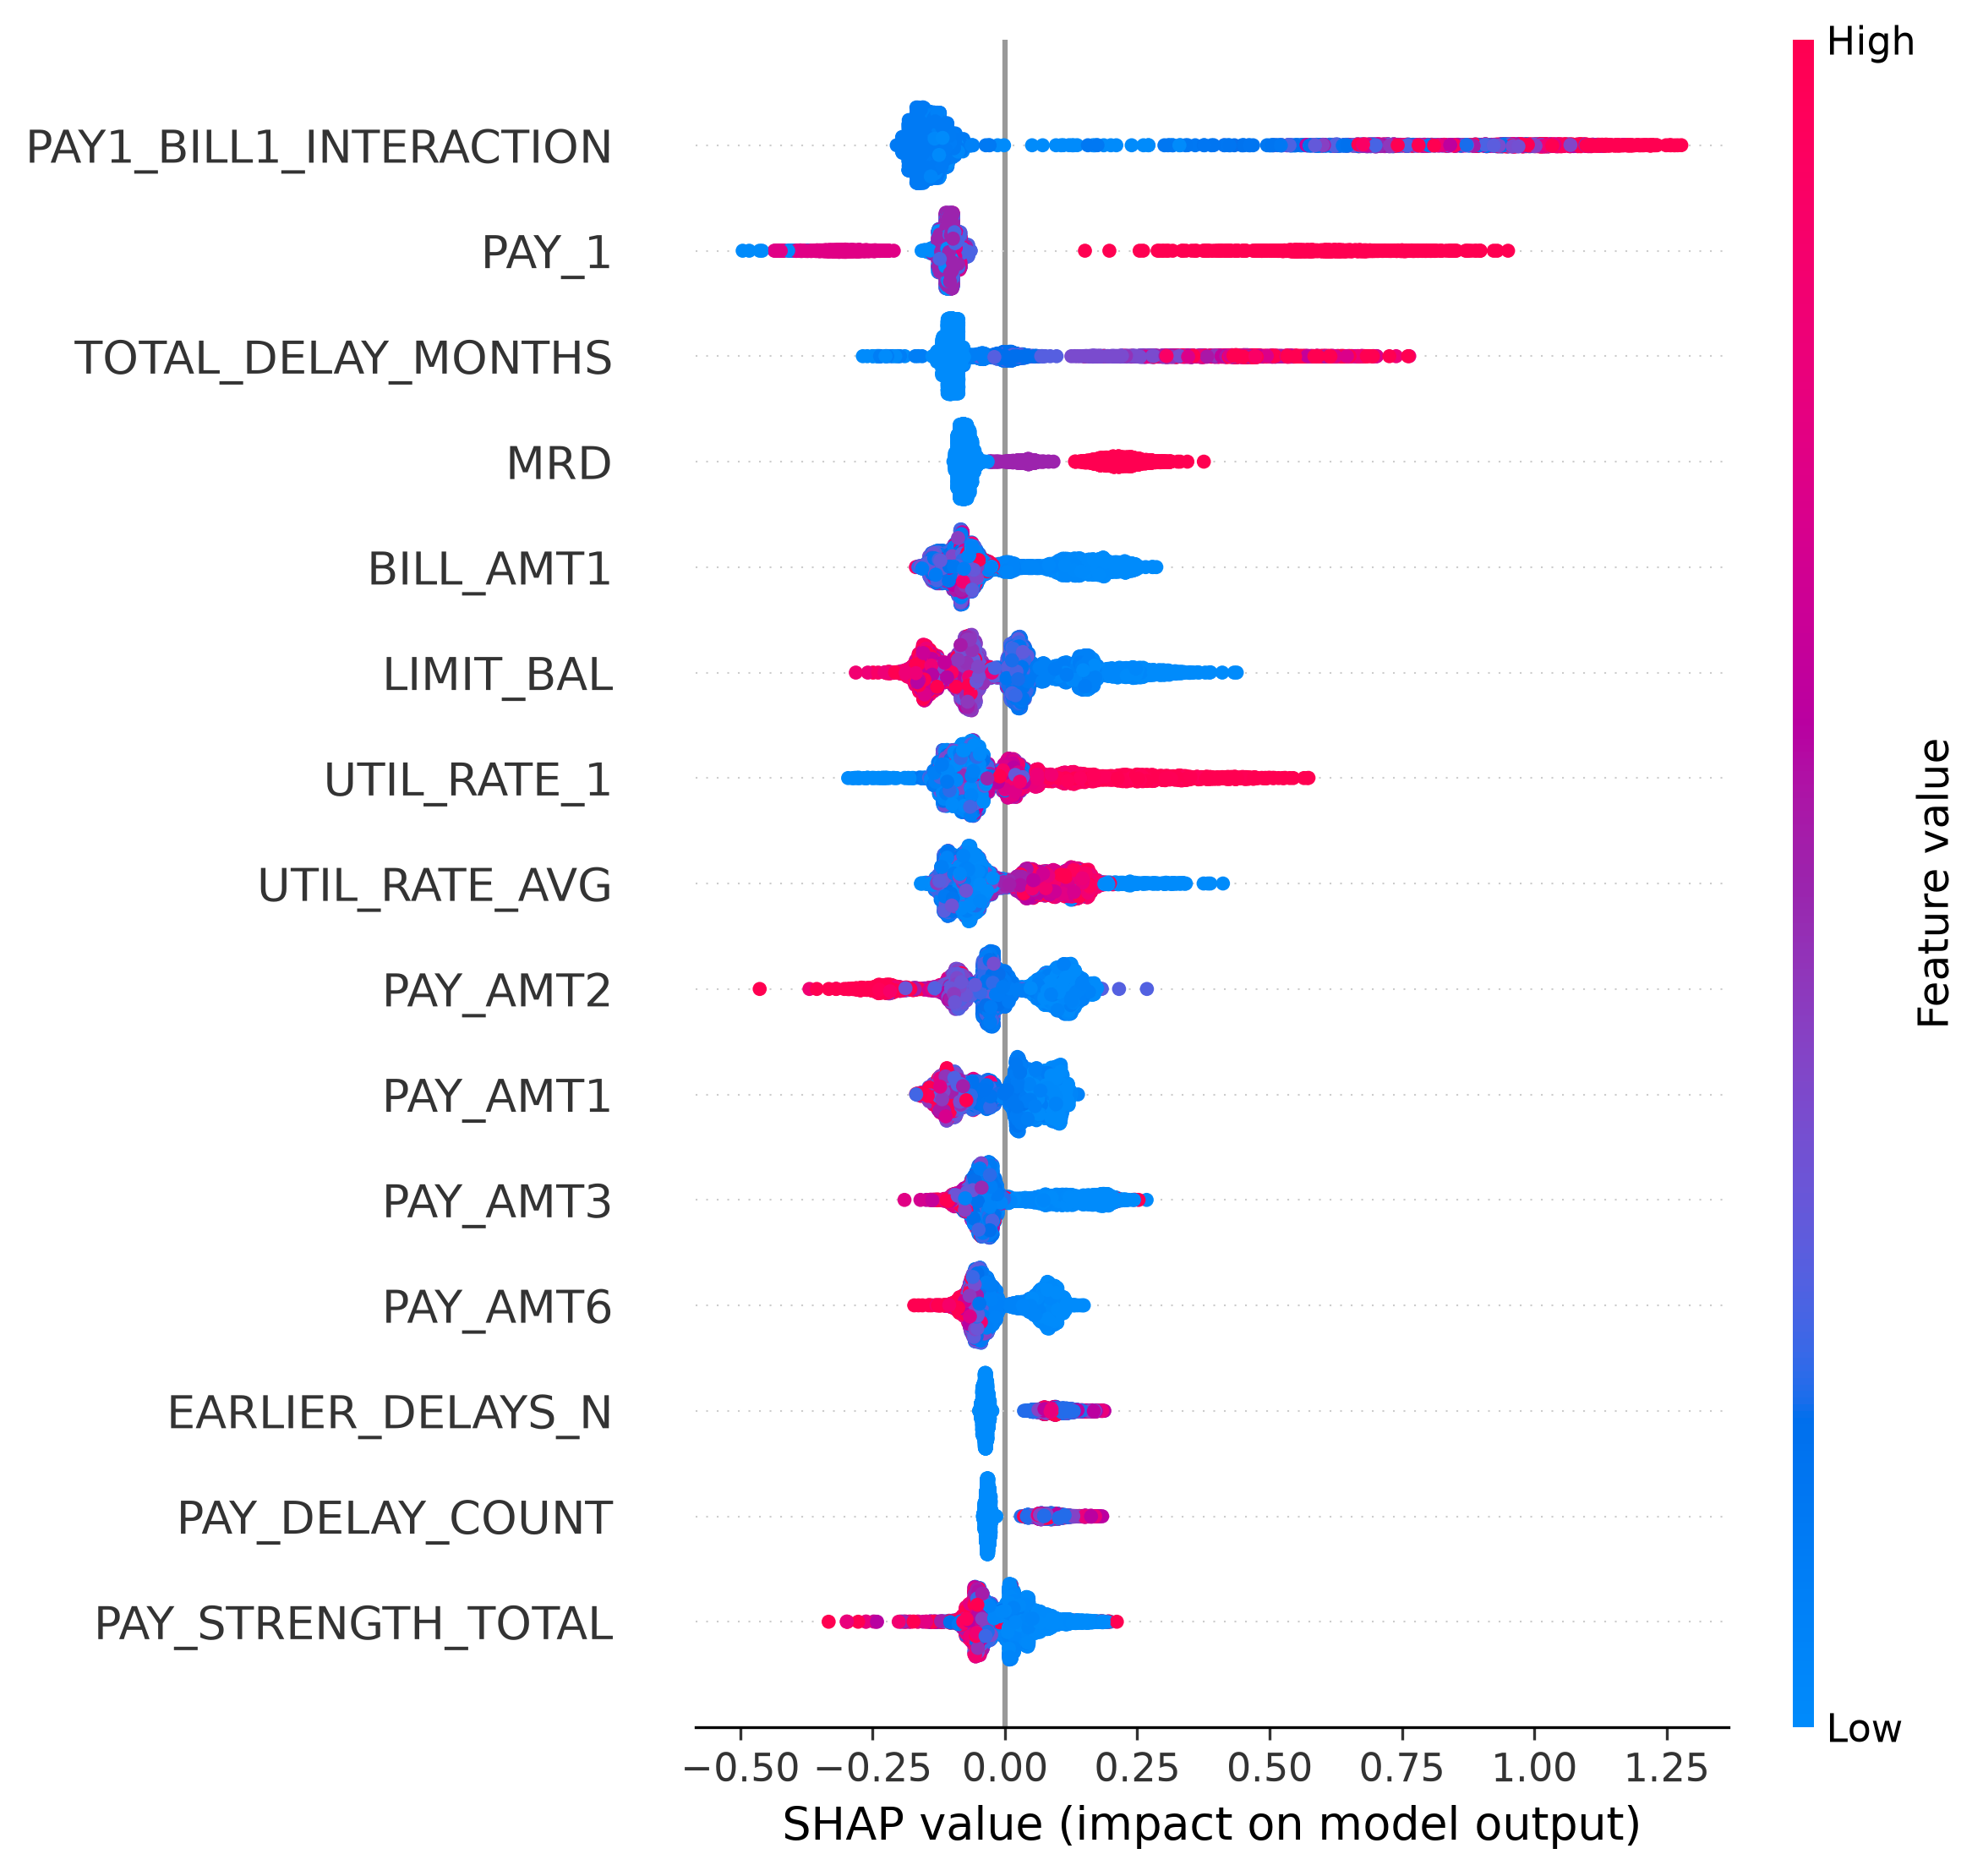 High
PAY1_BILL1_INTERACTION
PAY_1
TOTAL_DELAY_MONTHS
MRD
BILL_AMT1
LIMIT_BAL
UTIL_RATE_1
UTIL_RATE_AVG
PAY_AMT2
PAY_AMT1
PAY_AMT3
PAY_AMT6
EARLIER_DELAYS_N
PAY_DELAY_COUNT
PAY_STRENGTH_TOTAL
Feature value
Low
−0.50 −0.25 0.00 0.25 0.50 0.75 1.00 1.25
SHAP value (impact on model output)